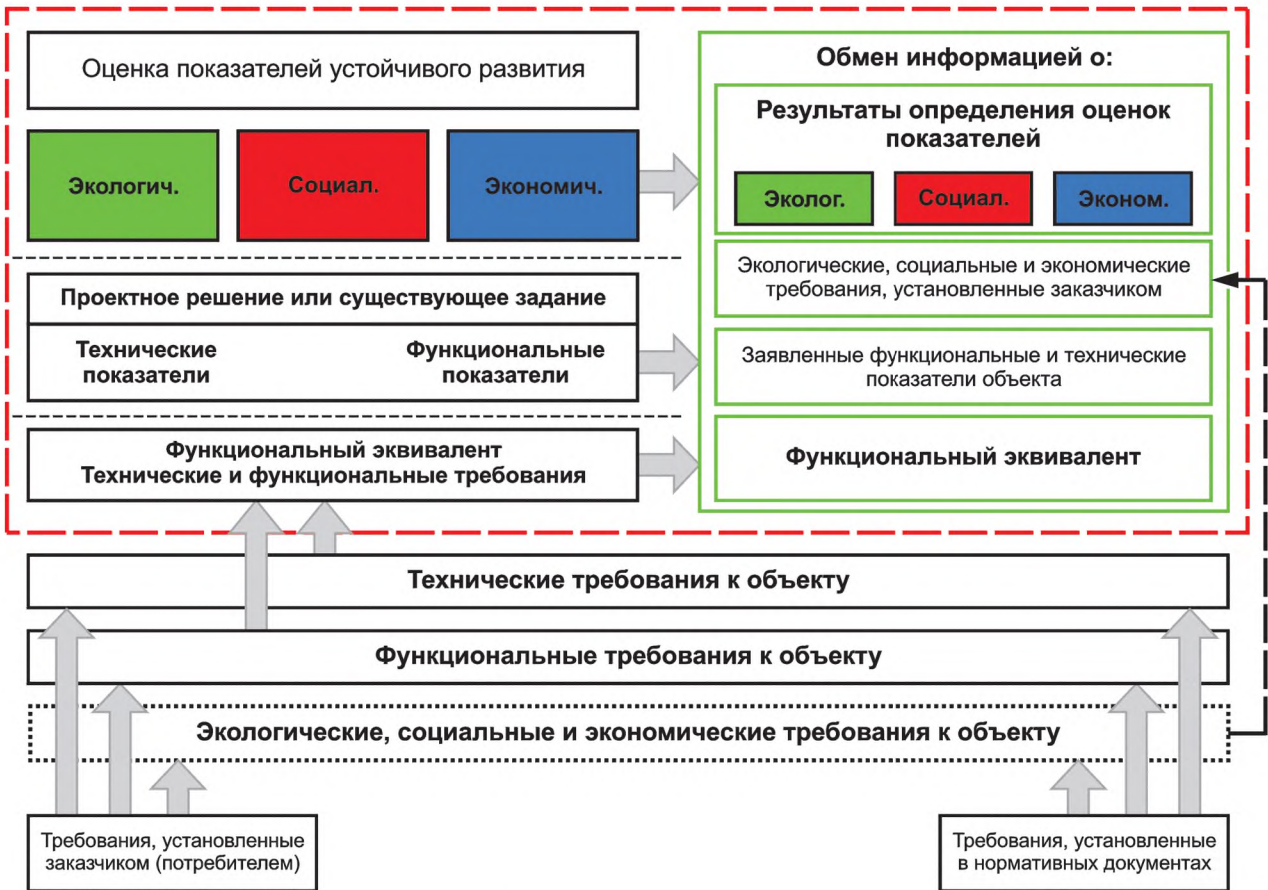 Оценка показателей устойчивого развития
Экологич.
Социал.
Экономич.
Проектное решение или существующее задание
Технические
показатели
Функциональные
показатели
Функциональный эквивалент
Технические и функциональные требования
Обмен информацией о:
Результаты определения оценок
показателей
Эколог.
Социал.
Эконом.
Экологические, социальные и экономические
требования, установленные заказчиком
Заявленные функциональные и технические
показатели объекта
Функциональный эквивалент
Технические требования к объекту
Функциональные требования к объекту
Экологические, социальные и экономические требования к объекту
Требования, установленные
заказчиком (потребителем)
Требования, установленные
в нормативных документах